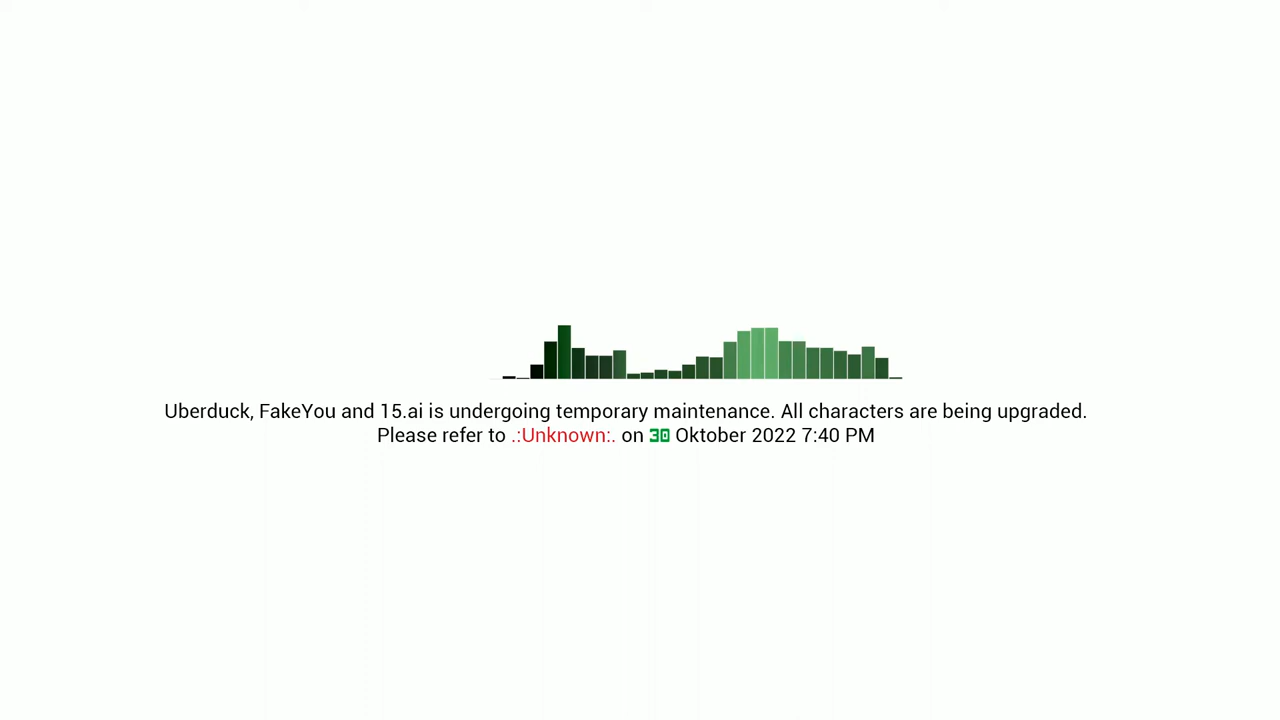 Uberduck, FakeYou and 15.ai is undergoing temporary maintenance. All characters are being upgraded.
Please refer to .:Unknown:. on 30 Oktober 2022 7:40 PM